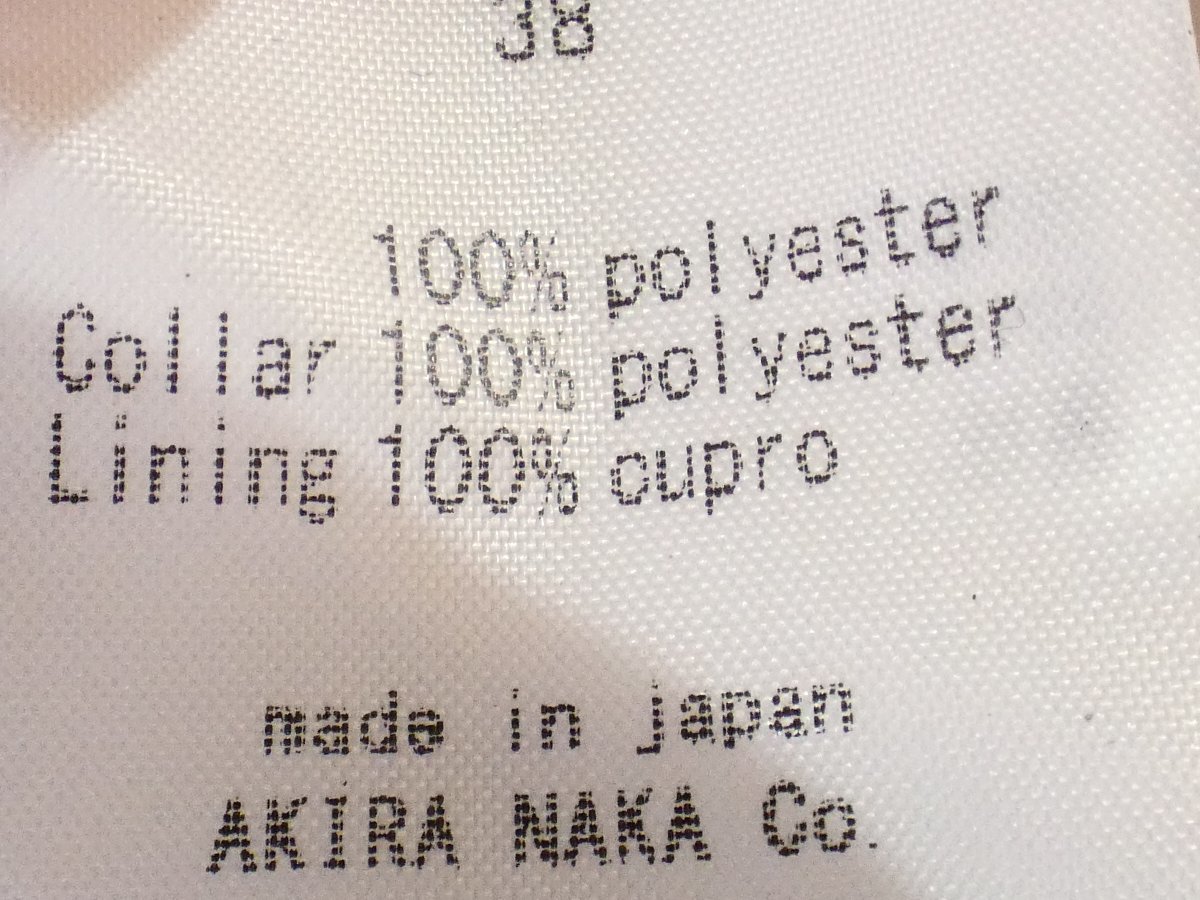 38
100% polyester
Collar 100% polyester
Lining 100% cupro
made in japan
AKIRA NAKA Co.